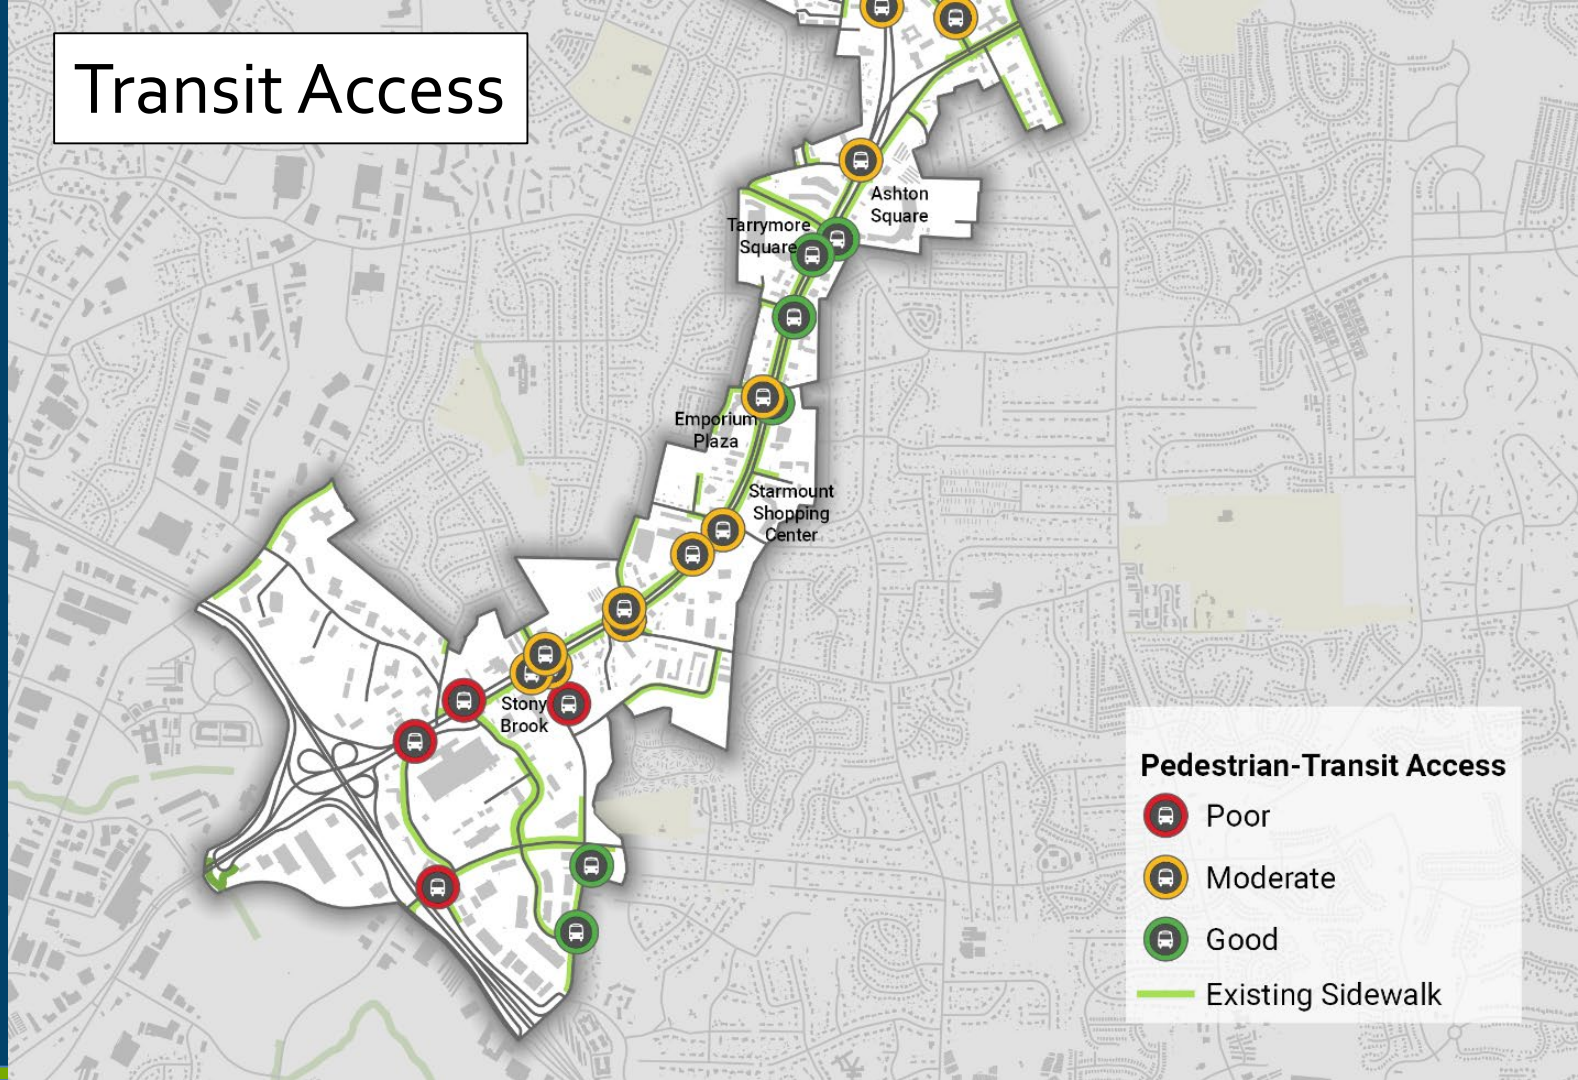 Transit Access
Ashton
Square
Tarrymore
Square
Emporium
Plaza
Starmount
Shopping
Center
Stony
Brook
Pedestrian-Transit Access
Poor
Moderate
Good
Existing Sidewalk